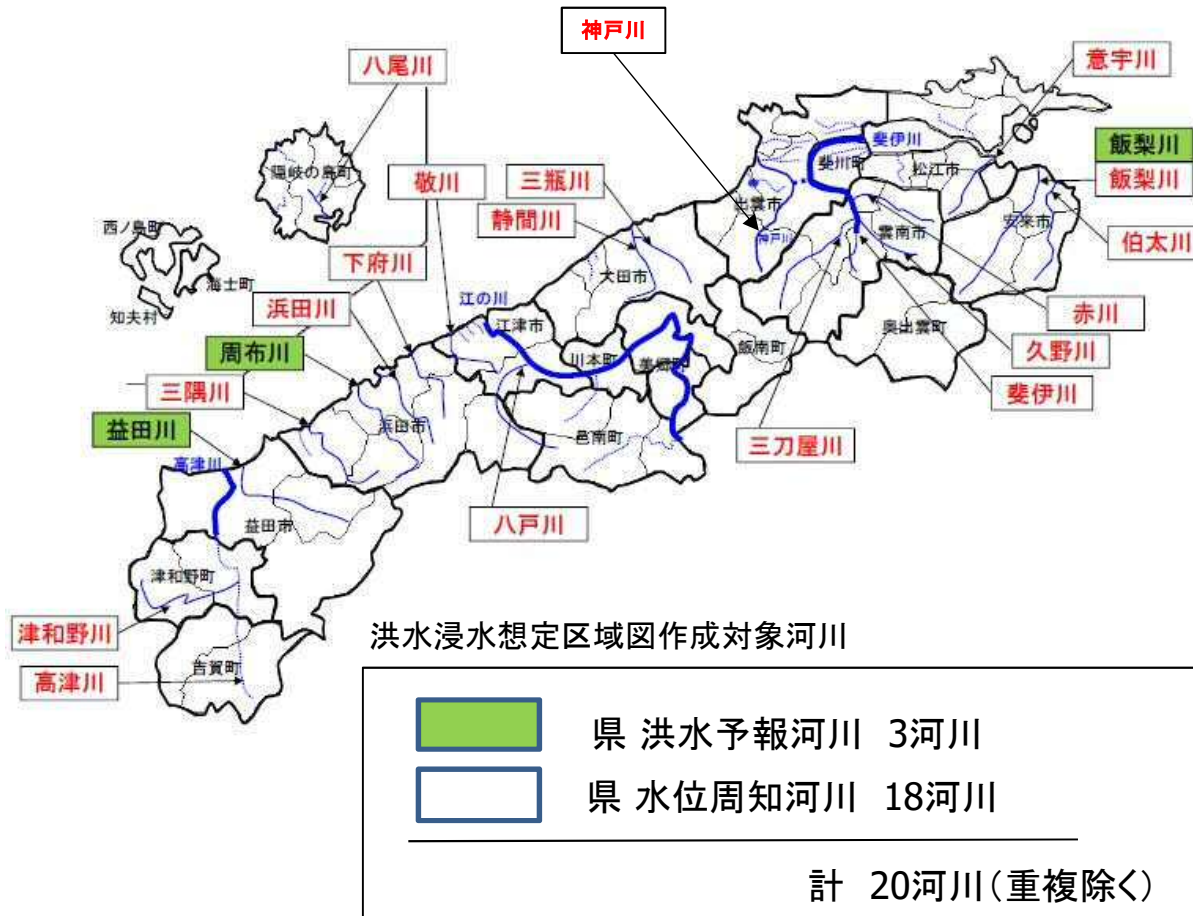 神戸川
八尾川
意宇川
飯梨川
飯梨川
伯太川
隠岐の島町
敬川
三瓶川
静間川
斐伊川
斐川町
松江市
出雲市
神戸川
雲南市
安来市
西ノ島町
海士町
知夫村
下府川
浜田川
周布川
三隅川
益田川
高津川
江の川
江津市
大田市
川本町
美郷町
飯南町
奥出雲町
赤川
久野川
斐伊川
三刀屋川
浜田市
邑南町
八戸川
益田市
津和野町
津和野川
吉賀町
高津川
洪水浸水想定区域図作成対象河川
県 洪水予報河川 3河川
県 水位周知河川 18河川
計 20河川(重複除く)